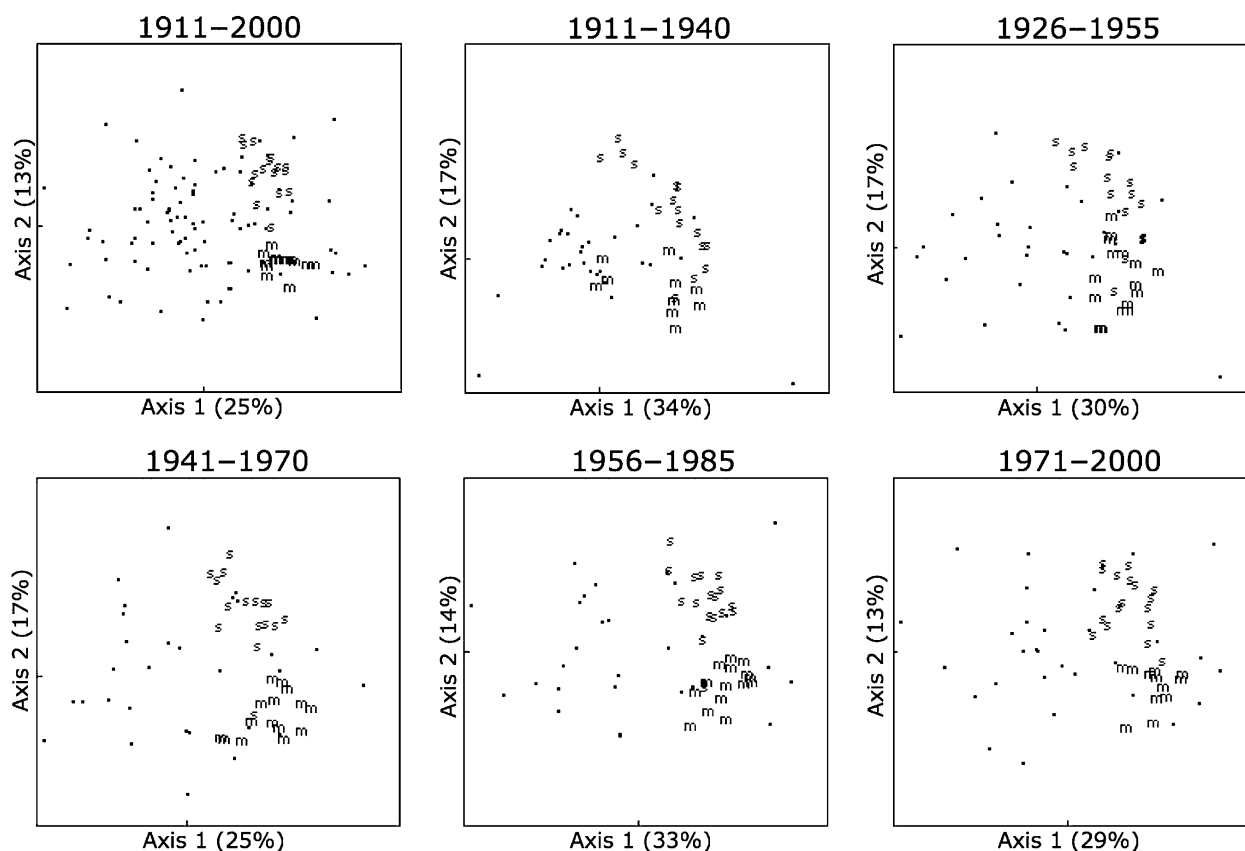 1911–2000
1911–1940
1926–1955
Axis 2 (13%)
Axis 2 (17%)
Axis 2 (17%)
Axis 1 (25%)
Axis 1 (34%)
Axis 1 (30%)
1941–1970
1956–1985
1971–2000
Axis 2 (17%)
Axis 2 (14%)
Axis 2 (13%)
Axis 1 (25%)
Axis 1 (33%)
Axis 1 (29%)